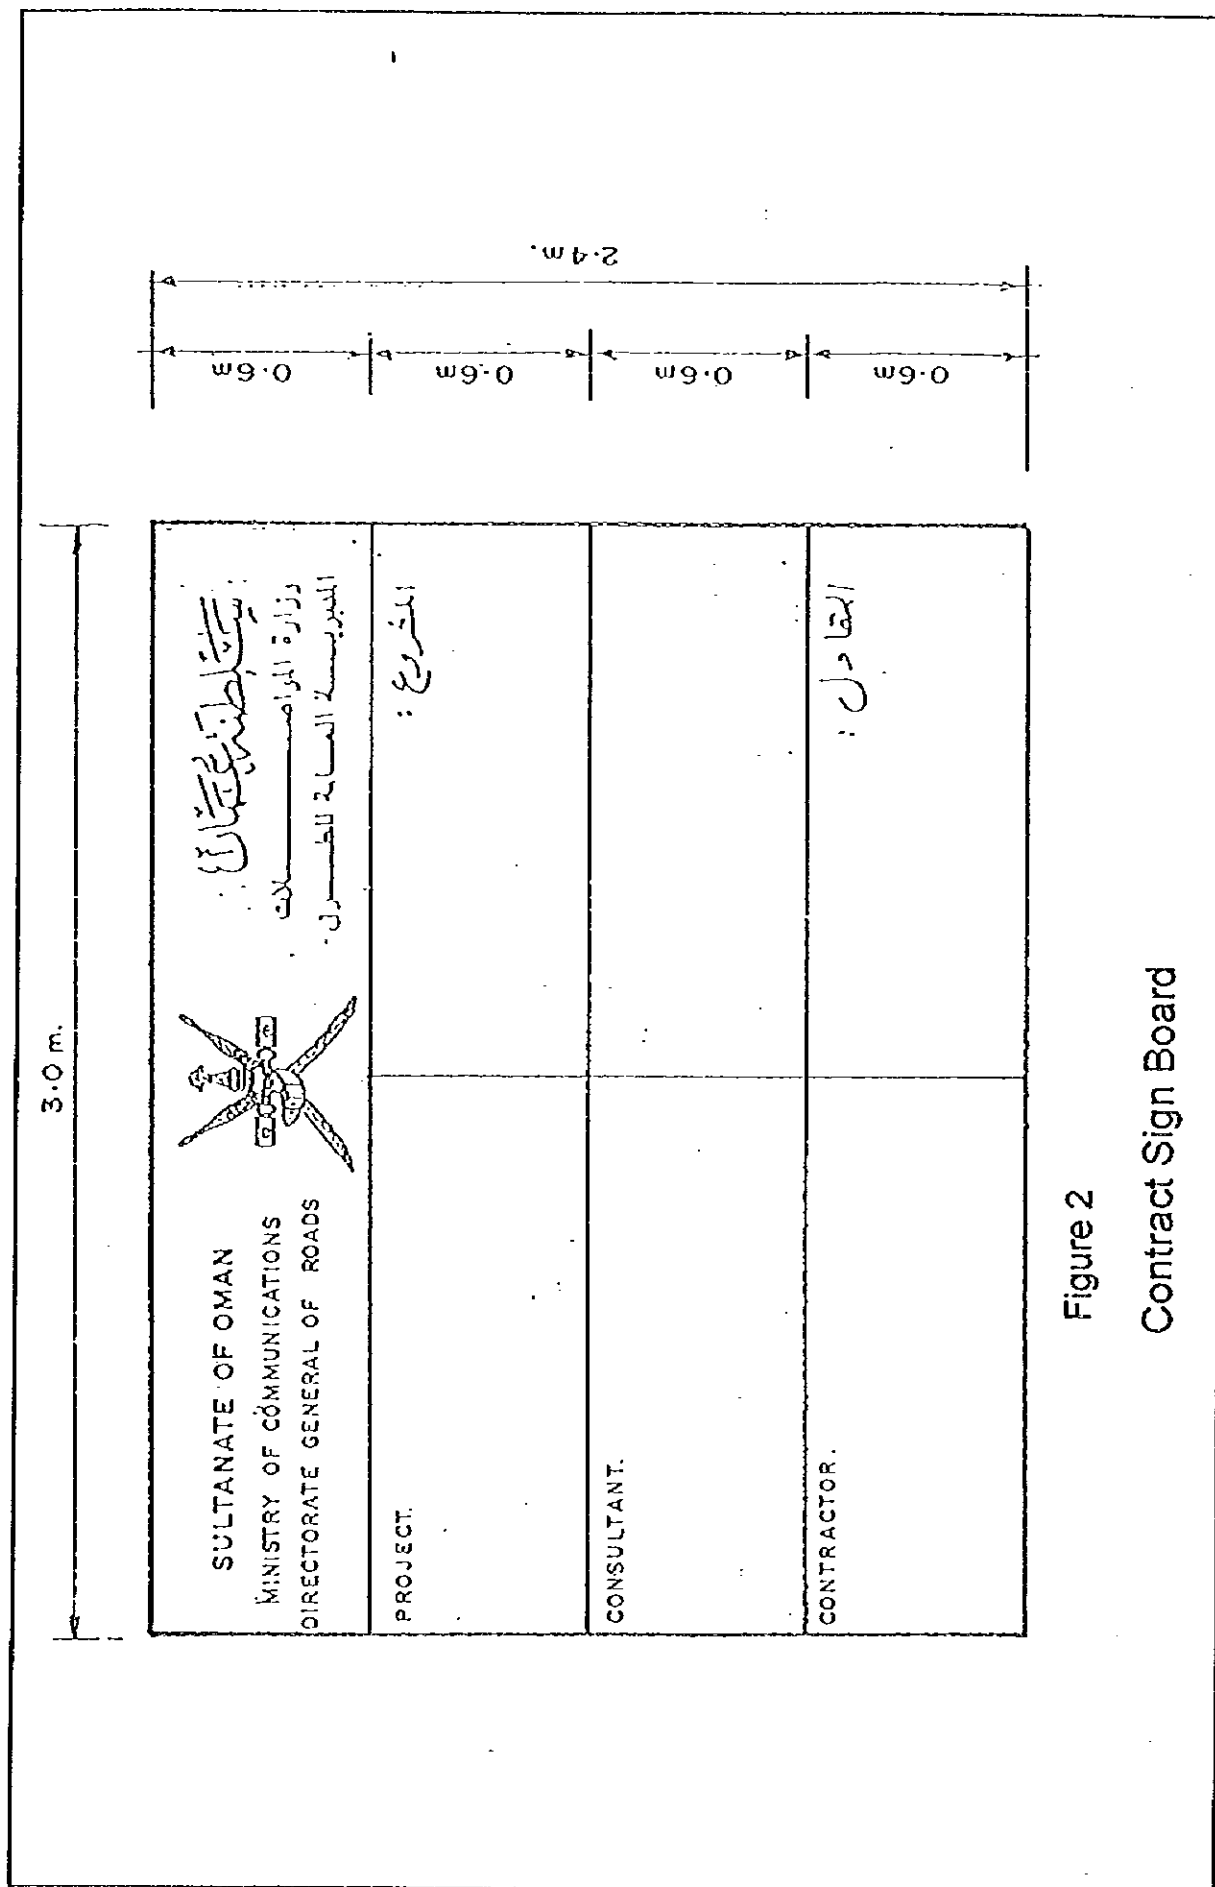 3.0 m.
SULTANATE OF OMAN
MINISTRY OF COMMUNICATIONS
DIRECTORATE GENERAL OF ROADS
سلطنة عمان
وزارة المواصلات
المديرية العامة للطرق
PROJECT.
المشروع :
CONSULTANT.
CONTRACTOR.
المقاول :
0.6m
0.6m
0.6m
0.6m
2.4m.
Figure 2
Contract Sign Board